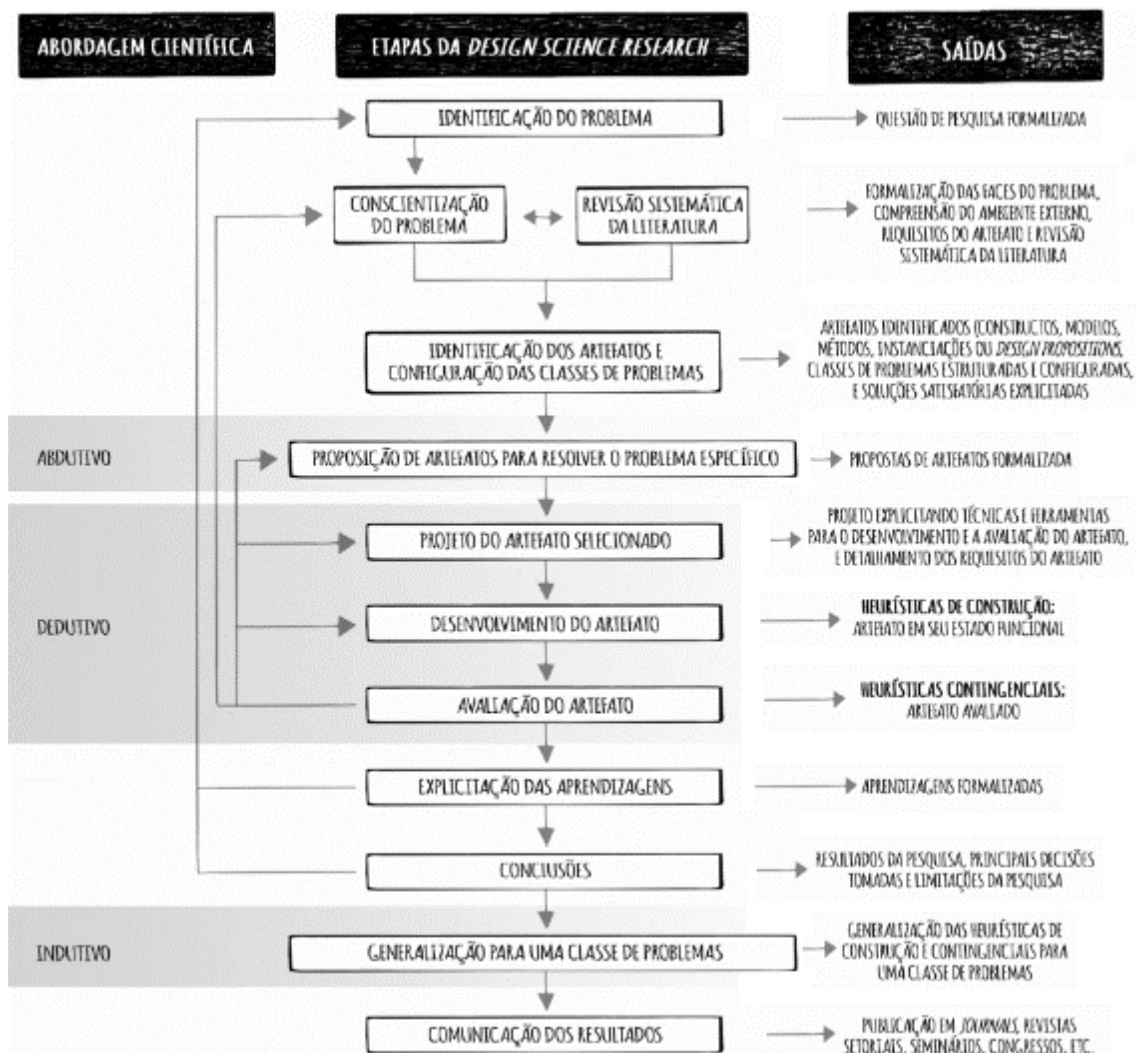 ABORDAGEM CIENTÍFICA
ETAPAS DA DESIGN SCIENCE RESEARCH
SAÍDAS
IDENTIFICAÇÃO DO PROBLEMA
QUESTÃO DE PESQUISA FORMALIZADA
CONSCIENTIZAÇÃO
DO PROBLEMA
REVISÃO SISTEMÁTICA
DA LITERATURA
FORMALIZAÇÃO DAS FACES DO PROBLEMA,
COMPREENSÃO DO AMBIENTE EXTERNO,
REQUISITOS DO ARTEFATO E REVISÃO
SISTEMÁTICA DA LITERATURA
IDENTIFICAÇÃO DOS ARTEFATOS E
CONFIGURAÇÃO DAS CLASSES DE PROBLEMAS
ARTEFATOS IDENTIFICADOS (CONSTRUCTOS, MODELOS,
MÉTODOS, INSTANCIAÇÕES OU DESIGN PROPOSITIONS,
CLASSES DE PROBLEMAS ESTRUTURADAS E CONFIGURADAS,
E SOLUÇÕES SATISFATÓRIAS EXPLICITADAS
ABDUTIVO
PROPOSIÇÃO DE ARTEFATOS PARA RESOLVER O PROBLEMA ESPECÍFICO
PROPOSTAS DE ARTEFATOS FORMALIZADA
DEDUTIVO
PROJETO DO ARTEFATO SELECIONADO
PROJETO EXPLICITANDO TÉCNICAS E FERRAMENTAS
PARA O DESENVOLVIMENTO E A AVALIAÇÃO DO ARTEFATO,
E DETALHAMENTO DOS REQUISITOS DO ARTEFATO
DESENVOLVIMENTO DO ARTEFATO
HEURÍSTICAS DE CONSTRUÇÃO:
ARTEFATO EM SEU ESTADO FUNCIONAL
AVALIAÇÃO DO ARTEFATO
HEURÍSTICAS CONTINGENCIAIS:
ARTEFATO AVALIADO
EXPLICITAÇÃO DAS APRENDIZAGENS
APRENDIZAGENS FORMALIZADAS
CONCLUSÕES
RESULTADOS DA PESQUISA, PRINCIPAIS DECISÕES
TOMADAS E LIMITAÇÕES DA PESQUISA
INDUTIVO
GENERALIZAÇÃO PARA UMA CLASSE DE PROBLEMAS
GENERALIZAÇÃO DAS HEURÍSTICAS DE
CONSTRUÇÃO E CONTINGENCIAIS PARA
UMA CLASSE DE PROBLEMAS
COMUNICAÇÃO DOS RESULTADOS
PUBLICAÇÃO EM JOURNALS, REVISTAS
SETORIAIS, SEMINÁRIOS, CONGRESSOS, ETC.